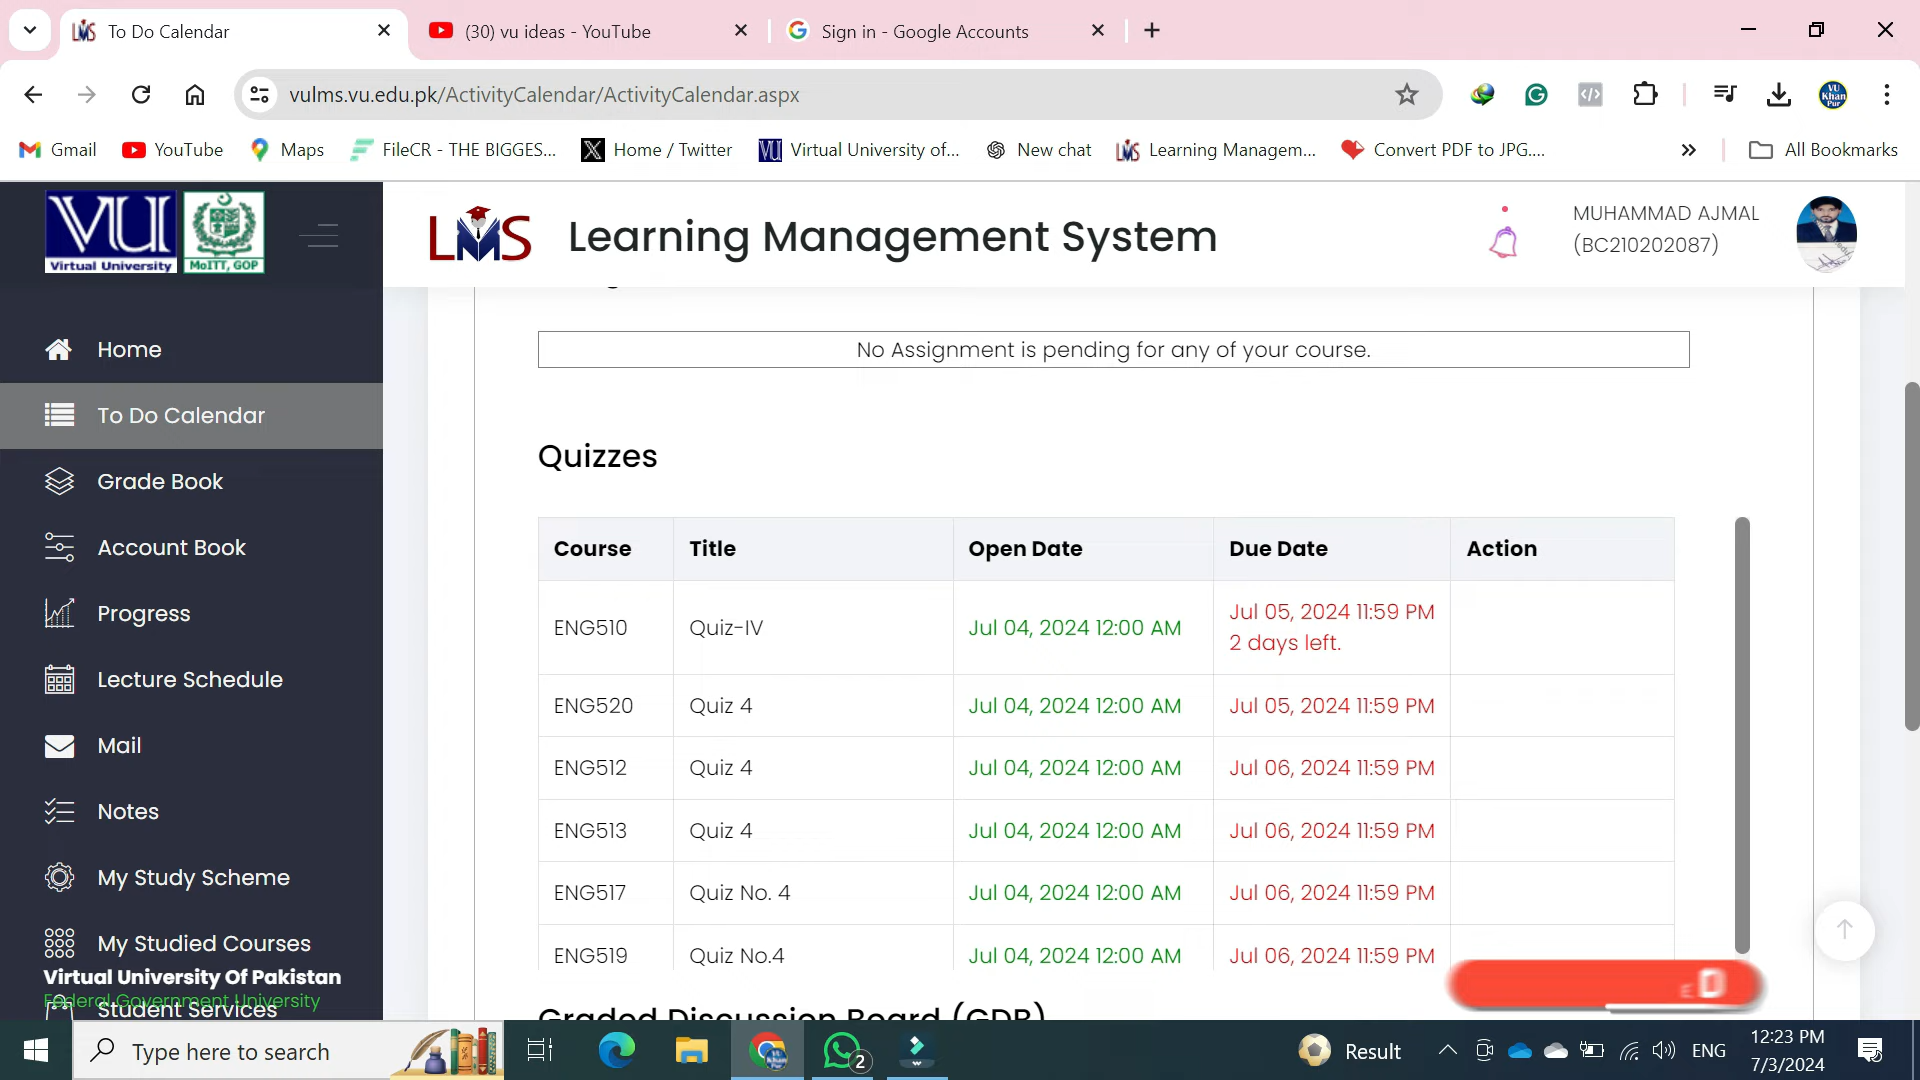 To Do Calendar
(30) vu ideas - YouTube
Sign in - Google Accounts
vulms.vu.edu.pk/ActivityCalendar/ActivityCalendar.aspx
VU Khan Pur
Gmail
YouTube
Maps
FileCR - THE BIGGES...
Home / Twitter
Virtual University of...
New chat
Learning Managem...
Convert PDF to JPG....
All Bookmarks
VU
Virtual University
MoITT, GOP
LMS
Learning Management System
MUHAMMAD AJMAL
(BC210202087)
Home
To Do Calendar
Grade Book
Account Book
Progress
Lecture Schedule
Mail
Notes
My Study Scheme
My Studied Courses
Virtual University Of Pakistan
Federal Government University
Student Services
No Assignment is pending for any of your course.
Quizzes
Course Title Open Date Due Date Action
ENG510 Quiz-IV Jul 04, 2024 12:00 AM Jul 05, 2024 11:59 PM
2 days left.
ENG520 Quiz 4 Jul 04, 2024 12:00 AM Jul 05, 2024 11:59 PM
ENG512 Quiz 4 Jul 04, 2024 12:00 AM Jul 06, 2024 11:59 PM
ENG513 Quiz 4 Jul 04, 2024 12:00 AM Jul 06, 2024 11:59 PM
ENG517 Quiz No. 4 Jul 04, 2024 12:00 AM Jul 06, 2024 11:59 PM
ENG519 Quiz No.4 Jul 04, 2024 12:00 AM Jul 06, 2024 11:59 PM
Graded Discussion Board (GDB)
Type here to search
2
Result
ENG
12:23 PM
7/3/2024